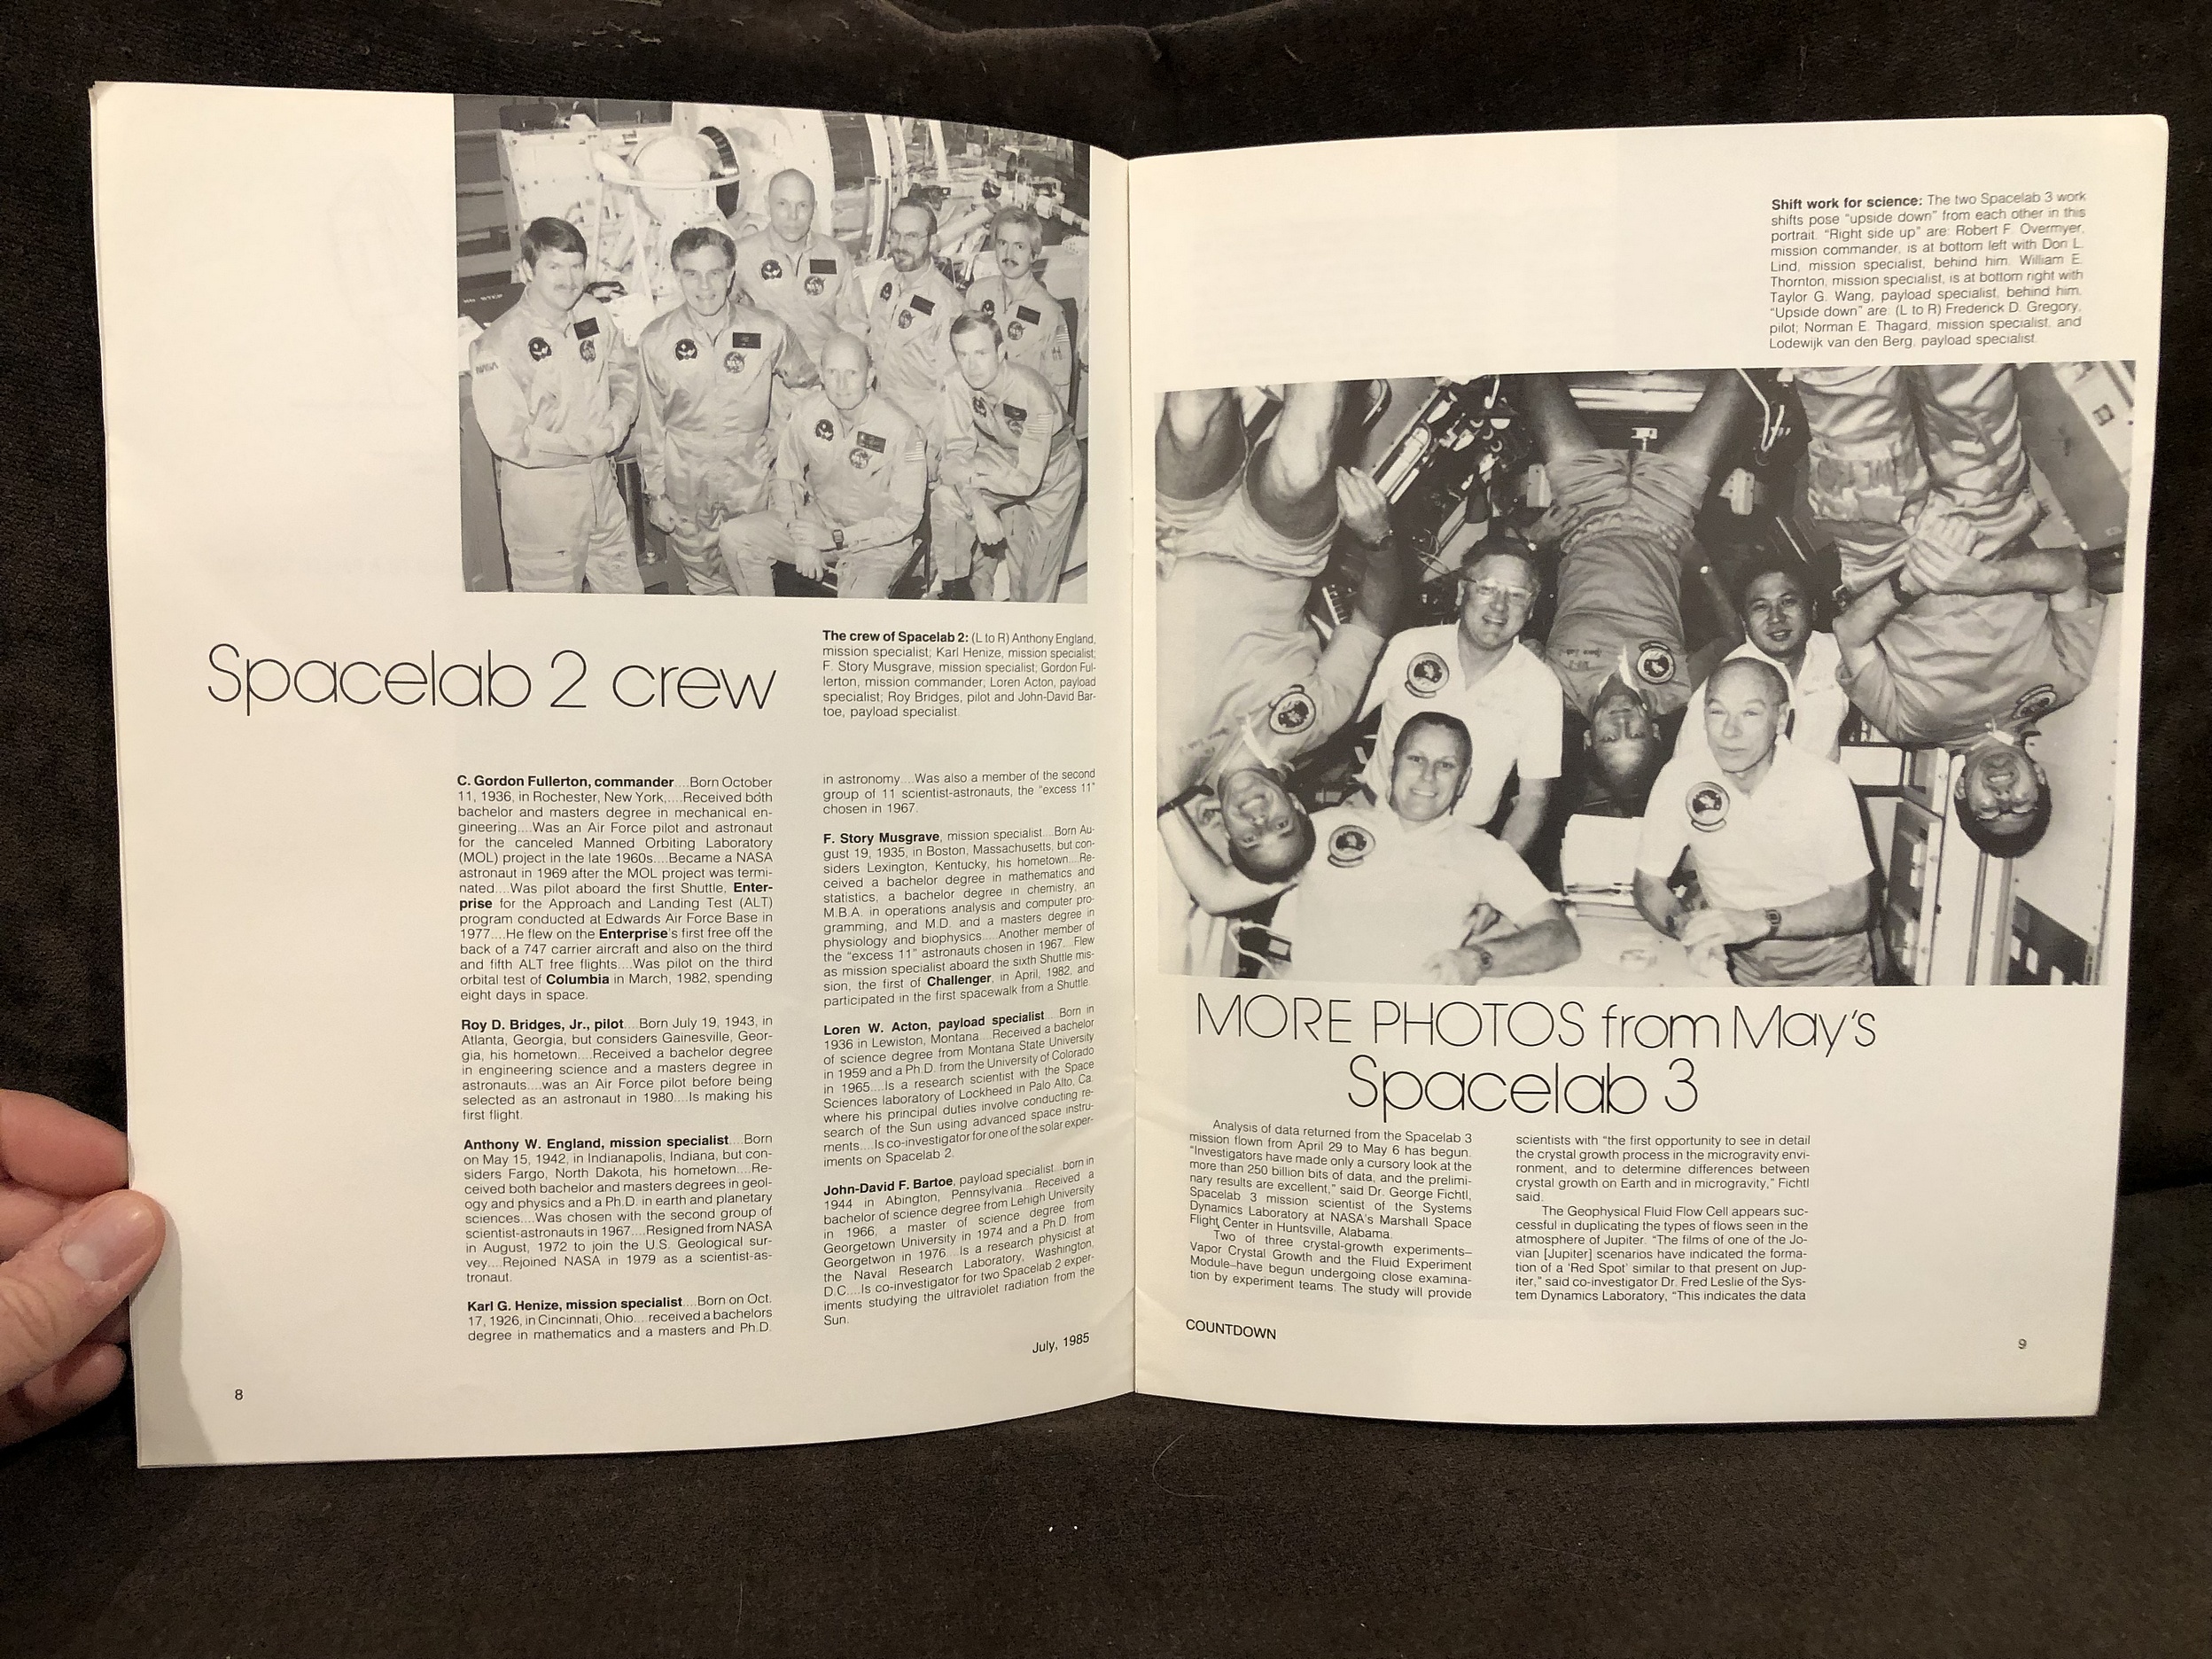 Spacelab 2 crew
The crew of Spacelab 2: (L to R) Anthony England,
mission specialist; Karl Henize, mission specialist;
F. Story Musgrave, mission specialist; Gordon Ful-
lerton, mission commander; Loren Acton, payload
specialist; Roy Bridges, pilot and John-David Bar-
toe, payload specialist.
C. Gordon Fullerton, commander....Born October
11, 1936, in Rochester, New York,....Received both
bachelor and masters degree in mechanical en-
gineering....Was an Air Force pilot and astronaut
for the canceled Manned Orbiting Laboratory
(MOL) project in the late 1960s....Became a NASA
astronaut in 1969 after the MOL project was termi-
nated....Was pilot aboard the first Shuttle, Enter-
prise for the Approach and Landing Test (ALT)
program conducted at Edwards Air Force Base in
1977....He flew on the Enterprise's first free off the
back of a 747 carrier aircraft and also on the third
and fifth ALT free flights....Was pilot on the third
orbital test of Columbia in March, 1982, spending
eight days in space.
Roy D. Bridges, Jr., pilot....Born July 19, 1943, in
Atlanta, Georgia, but considers Gainesville, Geor-
gia, his hometown....Received a bachelor degree
in engineering science and a masters degree in
astronautics....was an Air Force pilot before being
selected as an astronaut in 1980....Is making his
first flight.
Anthony W. England, mission specialist....Born
on May 15, 1942, in Indianapolis, Indiana, but con-
siders Fargo, North Dakota, his hometown....Re-
ceived both bachelor and masters degrees in geol-
ogy and physics and a Ph.D. in earth and planetary
sciences....Was chosen with the second group of
scientist-astronauts in 1967....Resigned from NASA
in August, 1972 to join the U.S. Geological sur-
vey....Rejoined NASA in 1979 as a scientist-as-
tronaut.
Karl G. Henize, mission specialist....Born on Oct.
17, 1926, in Cincinnati, Ohio....received a bachelors
degree in mathematics and a masters and Ph.D.
in astronomy....Was also a member of the second
group of 11 scientist-astronauts, the "excess 11"
chosen in 1967.
F. Story Musgrave, mission specialist....Born Au-
gust 19, 1935, in Boston, Massachusetts, but con-
siders Lexington, Kentucky, his hometown....Re-
ceived a bachelor degree in mathematics and
statistics, a bachelor degree in chemistry, an
M.B.A. in operations analysis and computer pro-
gramming, and M.D. and a masters degree in
physiology and biophysics....Another member of
the "excess 11" astronauts chosen in 1967....Flew
as mission specialist aboard the sixth Shuttle mis-
sion, the first of Challenger, in April, 1982, and
participated in the first spacewalk from a Shuttle.
Loren W. Acton, payload specialist....Born in
1936 in Lewiston, Montana....Received a bachelor
of science degree from Montana State University
in 1959 and a Ph.D. from the University of Colorado
in 1965....Is a research scientist with the Space
Sciences laboratory of Lockheed in Palo Alto, Ca.
where his principal duties involve conducting re-
search of the Sun using advanced space instru-
ments....Is co-investigator for one of the solar exper-
iments on Spacelab 2.
John-David F. Bartoe, payload specialist...born in
1944 in Abington, Pennsylvania....Received a
bachelor of science degree from Lehigh University
in 1966, a master of science degree from
Georgetown University in 1974 and a Ph.D. from
Georgetwon in 1976....Is a research physicist at
the Naval Research Laboratory, Washington,
D.C....Is co-investigator for two Spacelab 2 exper-
iments studying the ultraviolet radiation from the
Sun.
July, 1985
8
Shift work for science: The two Spacelab 3 work
shifts pose "upside down" from each other in this
portrait. "Right side up" are: Robert F. Overmyer,
mission commander, is at bottom left with Don L.
Lind, mission specialist, behind him. William E.
Thornton, mission specialist, is at bottom right with
Taylor G. Wang, payload specialist, behind him.
"Upside down" are: (L to R) Frederick D. Gregory,
pilot; Norman E. Thagard, mission specialist, and
Lodewijk van den Berg, payload specialist.
MORE PHOTOS from May's
Spacelab 3
Analysis of data returned from the Spacelab 3
mission flown from April 29 to May 6 has begun.
"Investigators have made only a cursory look at the
more than 250 billion bits of data, and the prelimi-
nary results are excellent," said Dr. George Fichtl,
Spacelab 3 mission scientist of the Systems
Dynamics Laboratory at NASA's Marshall Space
Flight Center in Huntsville, Alabama.
Two of three crystal-growth experiments–
Vapor Crystal Growth and the Fluid Experiment
Module–have begun undergoing close examina-
tion by experiment teams. The study will provide
scientists with "the first opportunity to see in detail
the crystal growth process in the microgravity envi-
ronment, and to determine differences between
crystal growth on Earth and in microgravity," Fichtl
said.
The Geophysical Fluid Flow Cell appears suc-
cessful in duplicating the types of flows seen in the
atmosphere of Jupiter. "The films of one of the Jo-
vian [Jupiter] scenarios have indicated the forma-
tion of a 'Red Spot' similar to that present on Jup-
iter," said co-investigator Dr. Fred Leslie of the Sys-
tem Dynamics Laboratory, "This indicates the data
COUNTDOWN
9